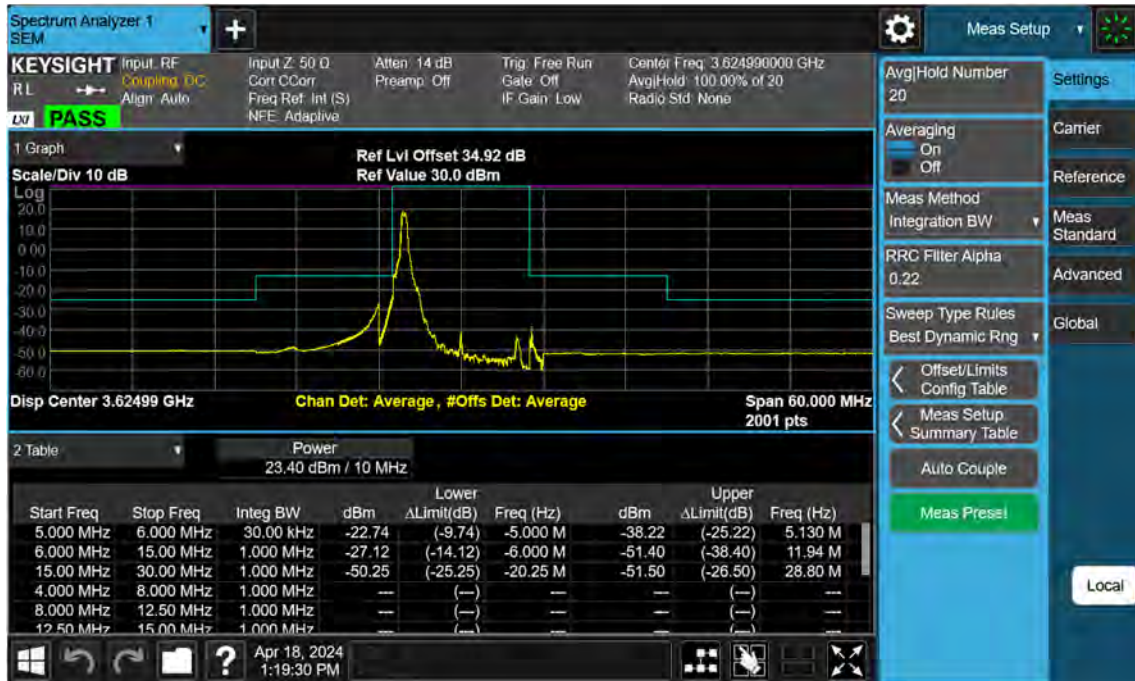 Spectrum Analyzer 1
SEM
Meas Setup
KEYSIGHT
RL
LXI
PASS
Input: RF
Coupling: DC
Align: Auto
Input Z: 50 Ω
Corr CCorr
Freq Ref: Int (S)
NFE: Adaptive
Atten: 14 dB
Preamp: Off
Trig: Free Run
Gate: Off
IF Gain: Low
Center Freq: 3.624990000 GHz
Avg|Hold: 100.00% of 20
Radio Std: None
1 Graph
Scale/Div 10 dB
Ref Lvl Offset 34.92 dB
Ref Value 30.0 dBm
Log
20.0
10.0
0.00
-10.0
-20.0
-30.0
-40.0
-50.0
-60.0
Disp Center 3.62499 GHz
Chan Det: Average , #Offs Det: Average
Span 60.000 MHz
2001 pts
2 Table
Power
23.40 dBm / 10 MHz
Lower Upper
Start Freq Stop Freq Integ BW dBm ΔLimit(dB) Freq (Hz) dBm ΔLimit(dB) Freq (Hz)
5.000 MHz 6.000 MHz 30.00 kHz -22.74 (-9.74) -5.000 M -38.22 (-25.22) 5.130 M
6.000 MHz 15.00 MHz 1.000 MHz -27.12 (-14.12) -6.000 M -51.40 (-38.40) 11.94 M
15.00 MHz 30.00 MHz 1.000 MHz -50.25 (-25.25) -20.25 M -51.50 (-26.50) 28.80 M
4.000 MHz 8.000 MHz 1.000 MHz --- (---) --- --- (---) ---
8.000 MHz 12.50 MHz 1.000 MHz --- (---) --- --- (---) ---
12.50 MHz 15.00 MHz 1.000 MHz --- (---) --- --- (---) ---
?
Apr 18, 2024
1:19:30 PM
Avg|Hold Number
20
Averaging
On
Off
Meas Method
Integration BW
RRC Filter Alpha
0.22
Sweep Type Rules
Best Dynamic Rng
Offset/Limits
Config Table
Meas Setup
Summary Table
Auto Couple
Meas Preset
Settings
Carrier
Reference
Meas
Standard
Advanced
Global
Local